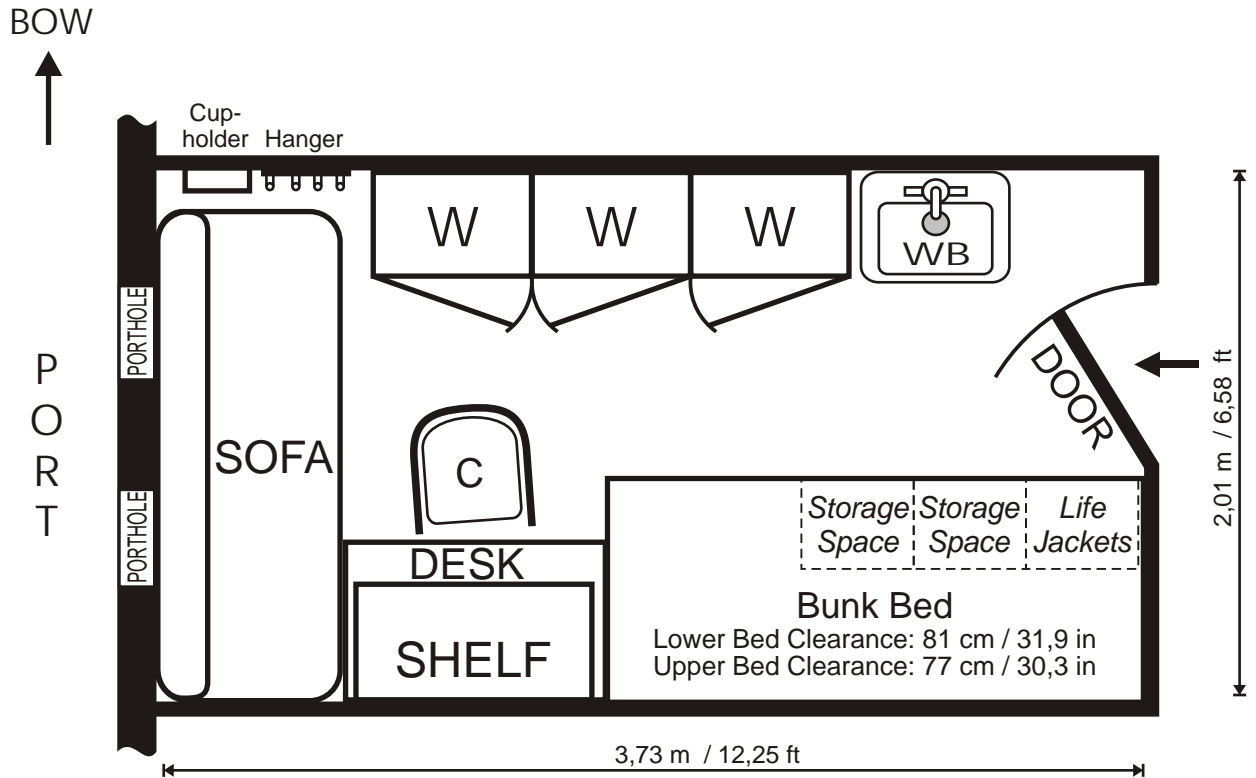 BOW
Cup-
holder
Hanger
W
W
W
WB
PORTHOLE
PORT
DOOR
2,01 m / 6,58 ft
SOFA
C
PORTHOLE
Storage
Space
Storage
Space
Life
Jackets
DESK
SHELF
Bunk Bed
Lower Bed Clearance: 81 cm / 31,9 in
Upper Bed Clearance: 77 cm / 30,3 in
3,73 m / 12,25 ft